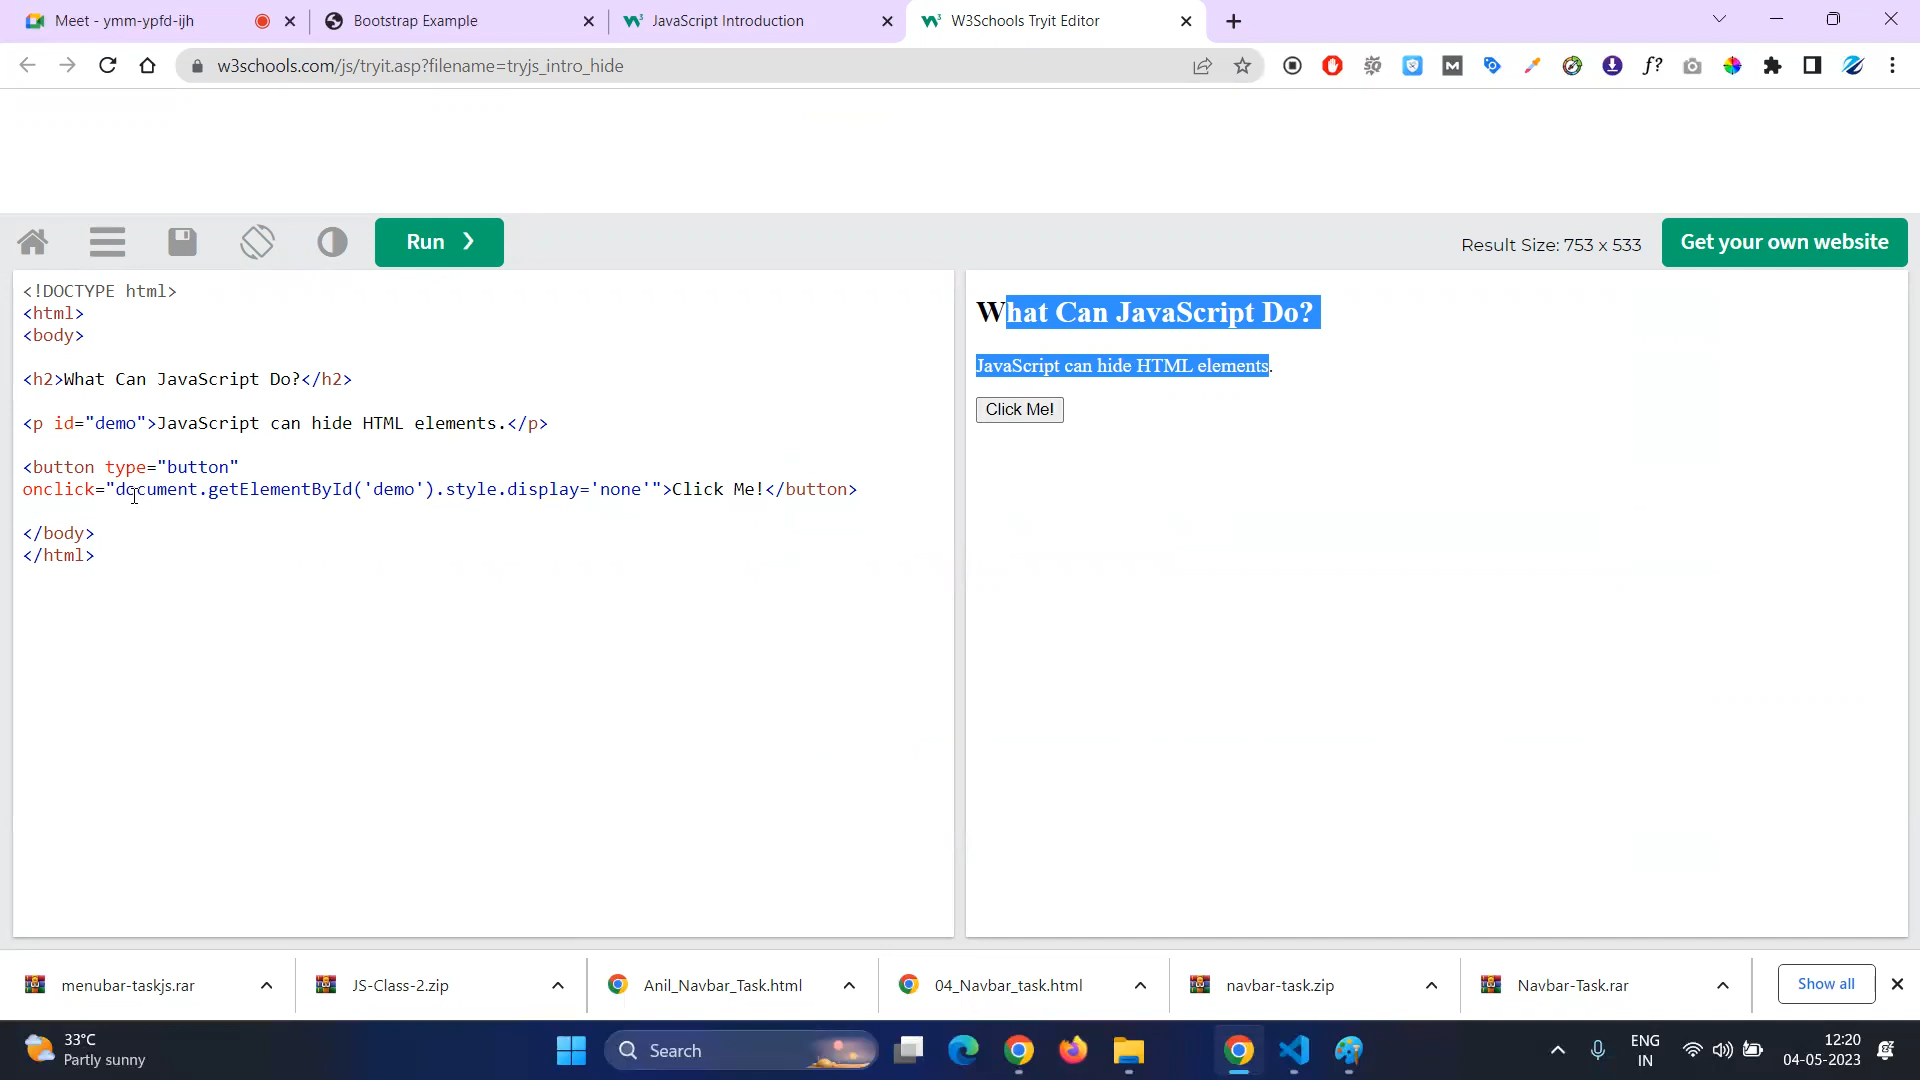 Meet - ymm-ypfd-ijh
Bootstrap Example
JavaScript Introduction
W3Schools Tryit Editor
w3schools.com/js/tryit.asp?filename=tryjs_intro_hide
Run ❯
Result Size: 753 x 533
Get your own website
<!DOCTYPE html>
<html>
<body>
<h2>What Can JavaScript Do?</h2>
<p id="demo">JavaScript can hide HTML elements.</p>
<button type="button"
onclick="document.getElementById('demo').style.display='none'">Click Me!</button>
</body>
</html>
What Can JavaScript Do?
JavaScript can hide HTML elements.
Click Me!
menubar-taskjs.rar
JS-Class-2.zip
Anil_Navbar_Task.html
04_Navbar_task.html
navbar-task.zip
Navbar-Task.rar
Show all
33°C
Partly sunny
Search
ENG
IN
12:20
04-05-2023